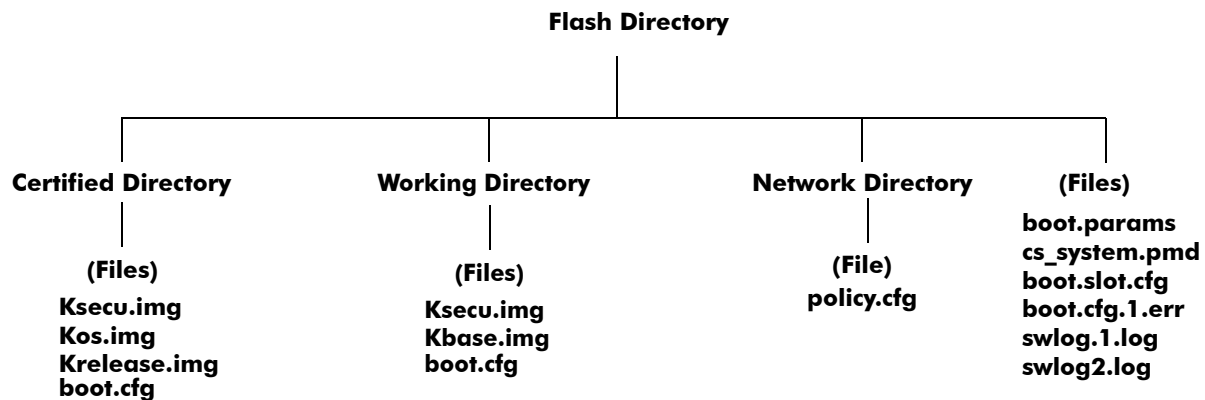 Flash Directory
Certified Directory
(Files)
Ksecu.img
Kos.img
Krelease.img
boot.cfg
Working Directory
(Files)
Ksecu.img
Kbase.img
boot.cfg
Network Directory
(File)
policy.cfg
(Files)
boot.params
cs_system.pmd
boot.slot.cfg
boot.cfg.1.err
swlog.1.log
swlog2.log